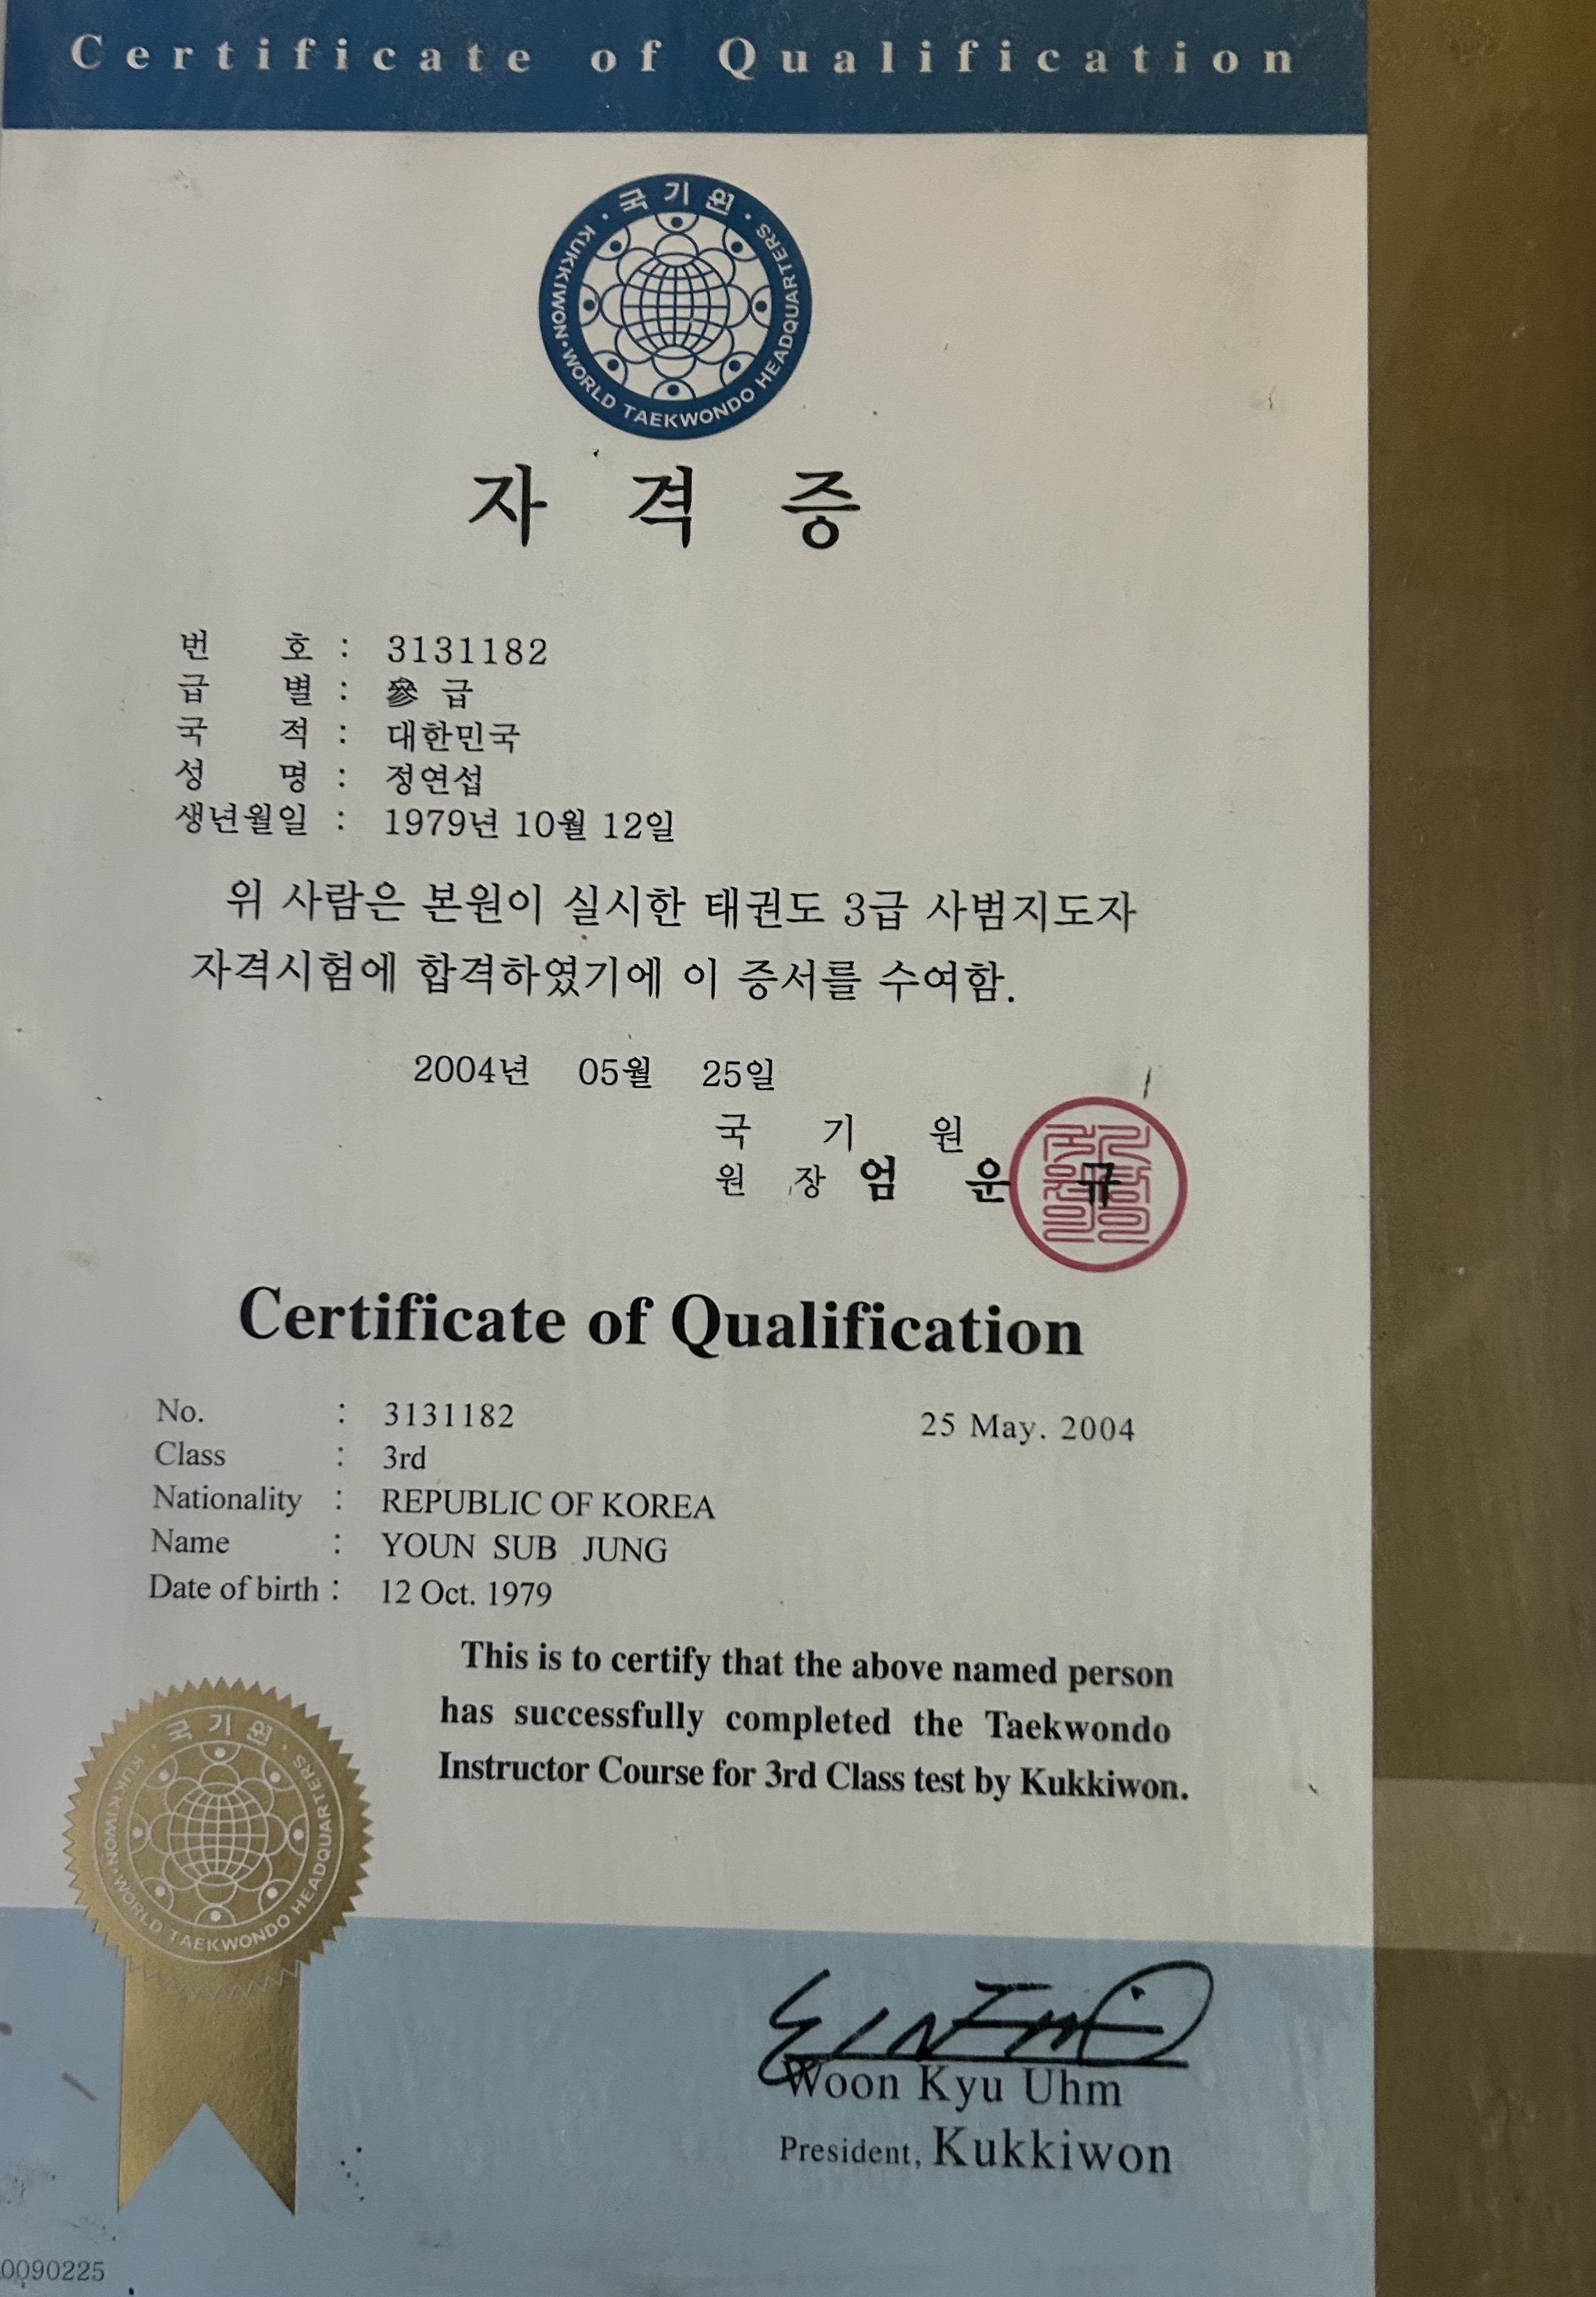 Certificate of Qualification
국기원
KUKKIWON·WORLD TAEKWONDO HEADQUARTERS
자 격 증
번 호 : 3131182
급 별 : 參 급
국 적 : 대한민국
성 명 : 정연섭
생년월일 : 1979년 10월 12일
위 사람은 본원이 실시한 태권도 3급 사범지도자
자격시험에 합격하였기에 이 증서를 수여함.
2004년 05월 25일
국 기 원
원 장 엄 운 규
Certificate of Qualification
No. : 3131182 25 May. 2004
Class : 3rd
Nationality : REPUBLIC OF KOREA
Name : YOUN SUB JUNG
Date of birth : 12 Oct. 1979
This is to certify that the above named person
has successfully completed the Taekwondo
Instructor Course for 3rd Class test by Kukkiwon.
국기원
KUKKIWON·WORLD TAEKWONDO HEADQUARTERS
Woon Kyu Uhm
President, Kukkiwon
0090225